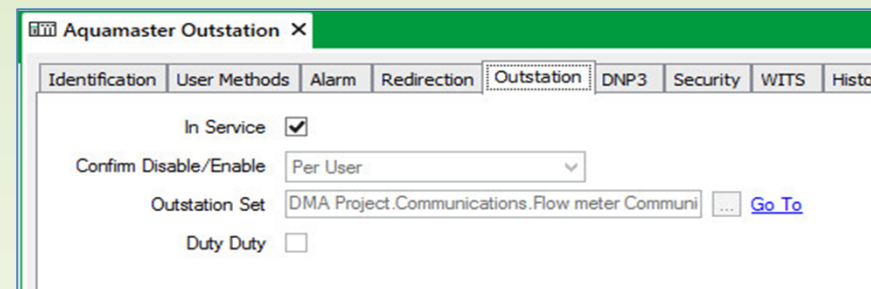 Aquamaster Outstation
Identification User Methods Alarm Redirection Outstation DNP3 Security WITS Histo
In Service
Confirm Disable/Enable Per User
Outstation Set DMA Project.Communications.Flow meter Communi ... Go To
Duty Duty